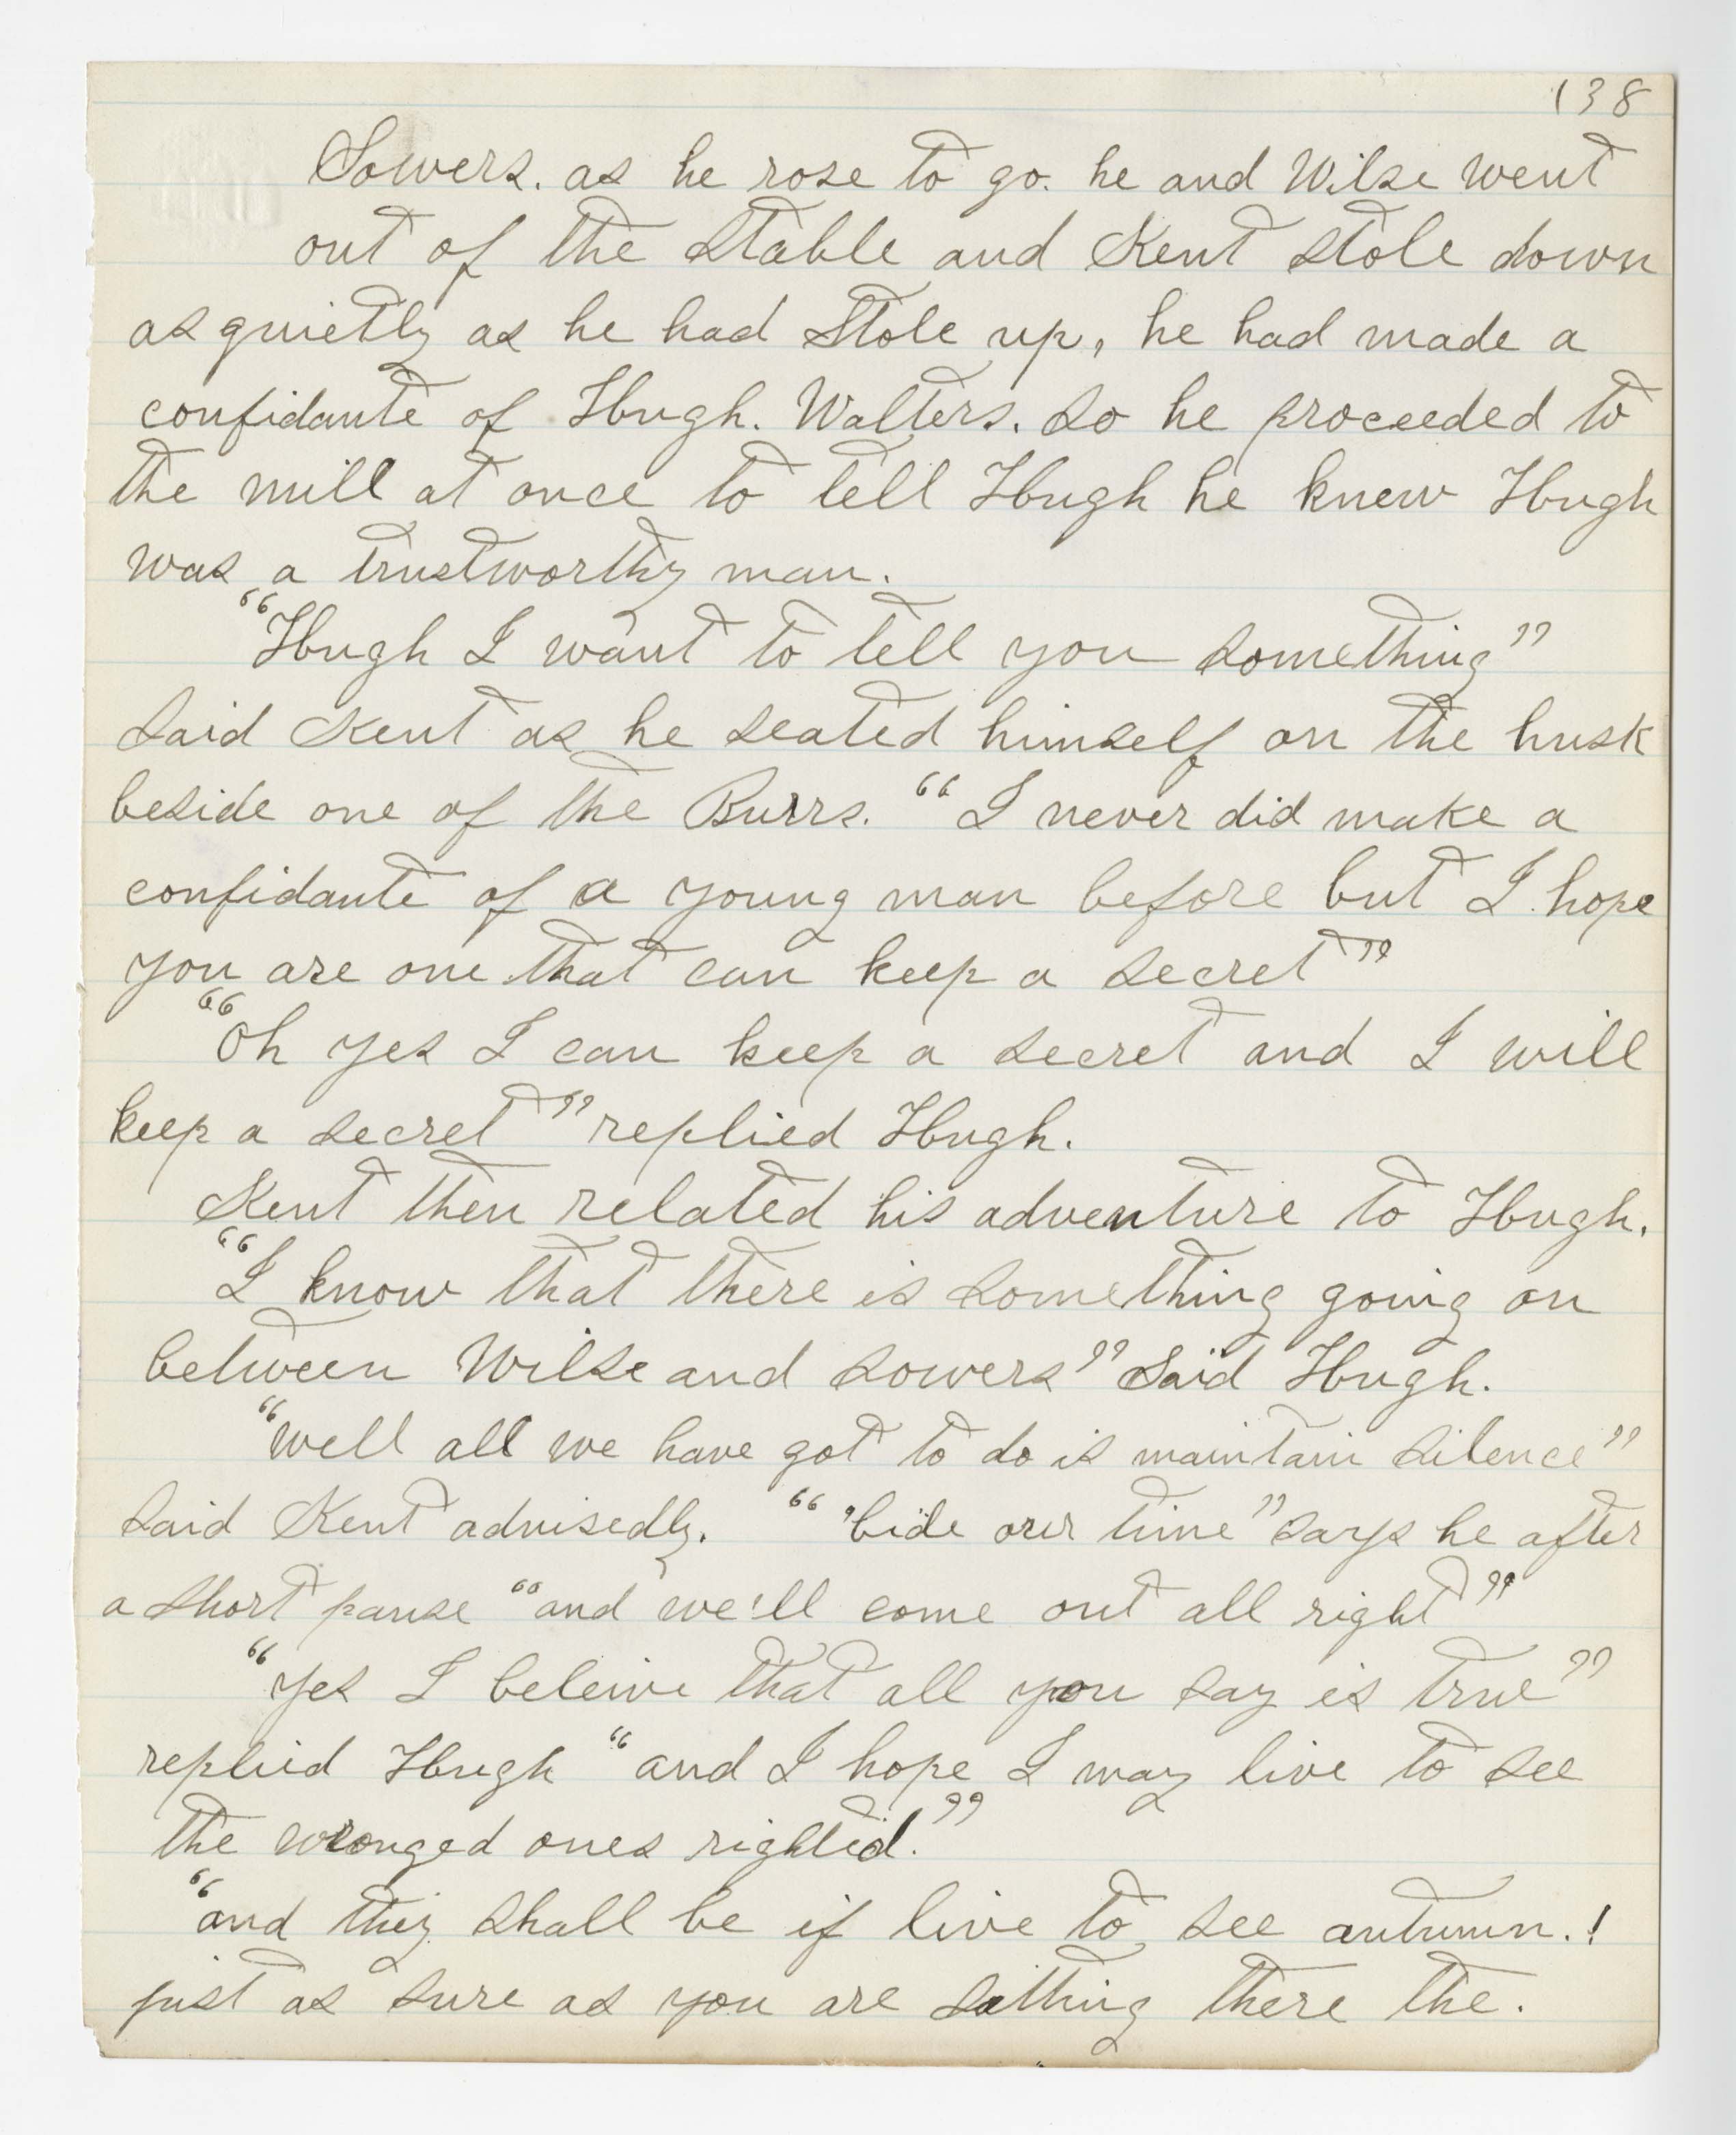 138
Sowers. as he rose to go. he and Wilse went
out of the stable and Kent stole down
as quietly as he had stole up, he had made a
confidante of Hugh. Walters. so he proceeded to
the mill at once to tell Hugh he knew Hugh
was a trustworthy man.
“Hugh I want to tell you something”
said Kent as he seated himself on the husk
beside one of the Burrs. “I never did make a
confidante of a young man before but I hope
you are one that can keep a secret”
“Oh yes I can keep a secret and I will
keep a secret” replied Hugh.
Kent then related his adventure to Hugh.
“I know that there is something going on
between Wilse and Sowers” Said Hugh.
“well all we have got to do is maintain silence”
said Kent advisedly. “bide our time” says he after
a short pause “and we'll come out all right”
“yes I beleive that all you say is true”
replied Hugh “and I hope I may live to see
the wronged ones righted.”
“and they shall be if live to see autumn.!
just as sure as you are sitting there the.